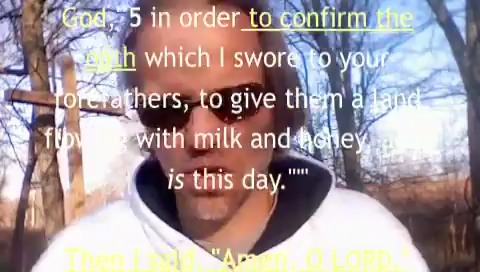 God," 5 in order to confirm the
oath which I swore to your
forefathers, to give them a land
flowing with milk and honey,
is this day.""'
Then I said, "Amen, O LORD."